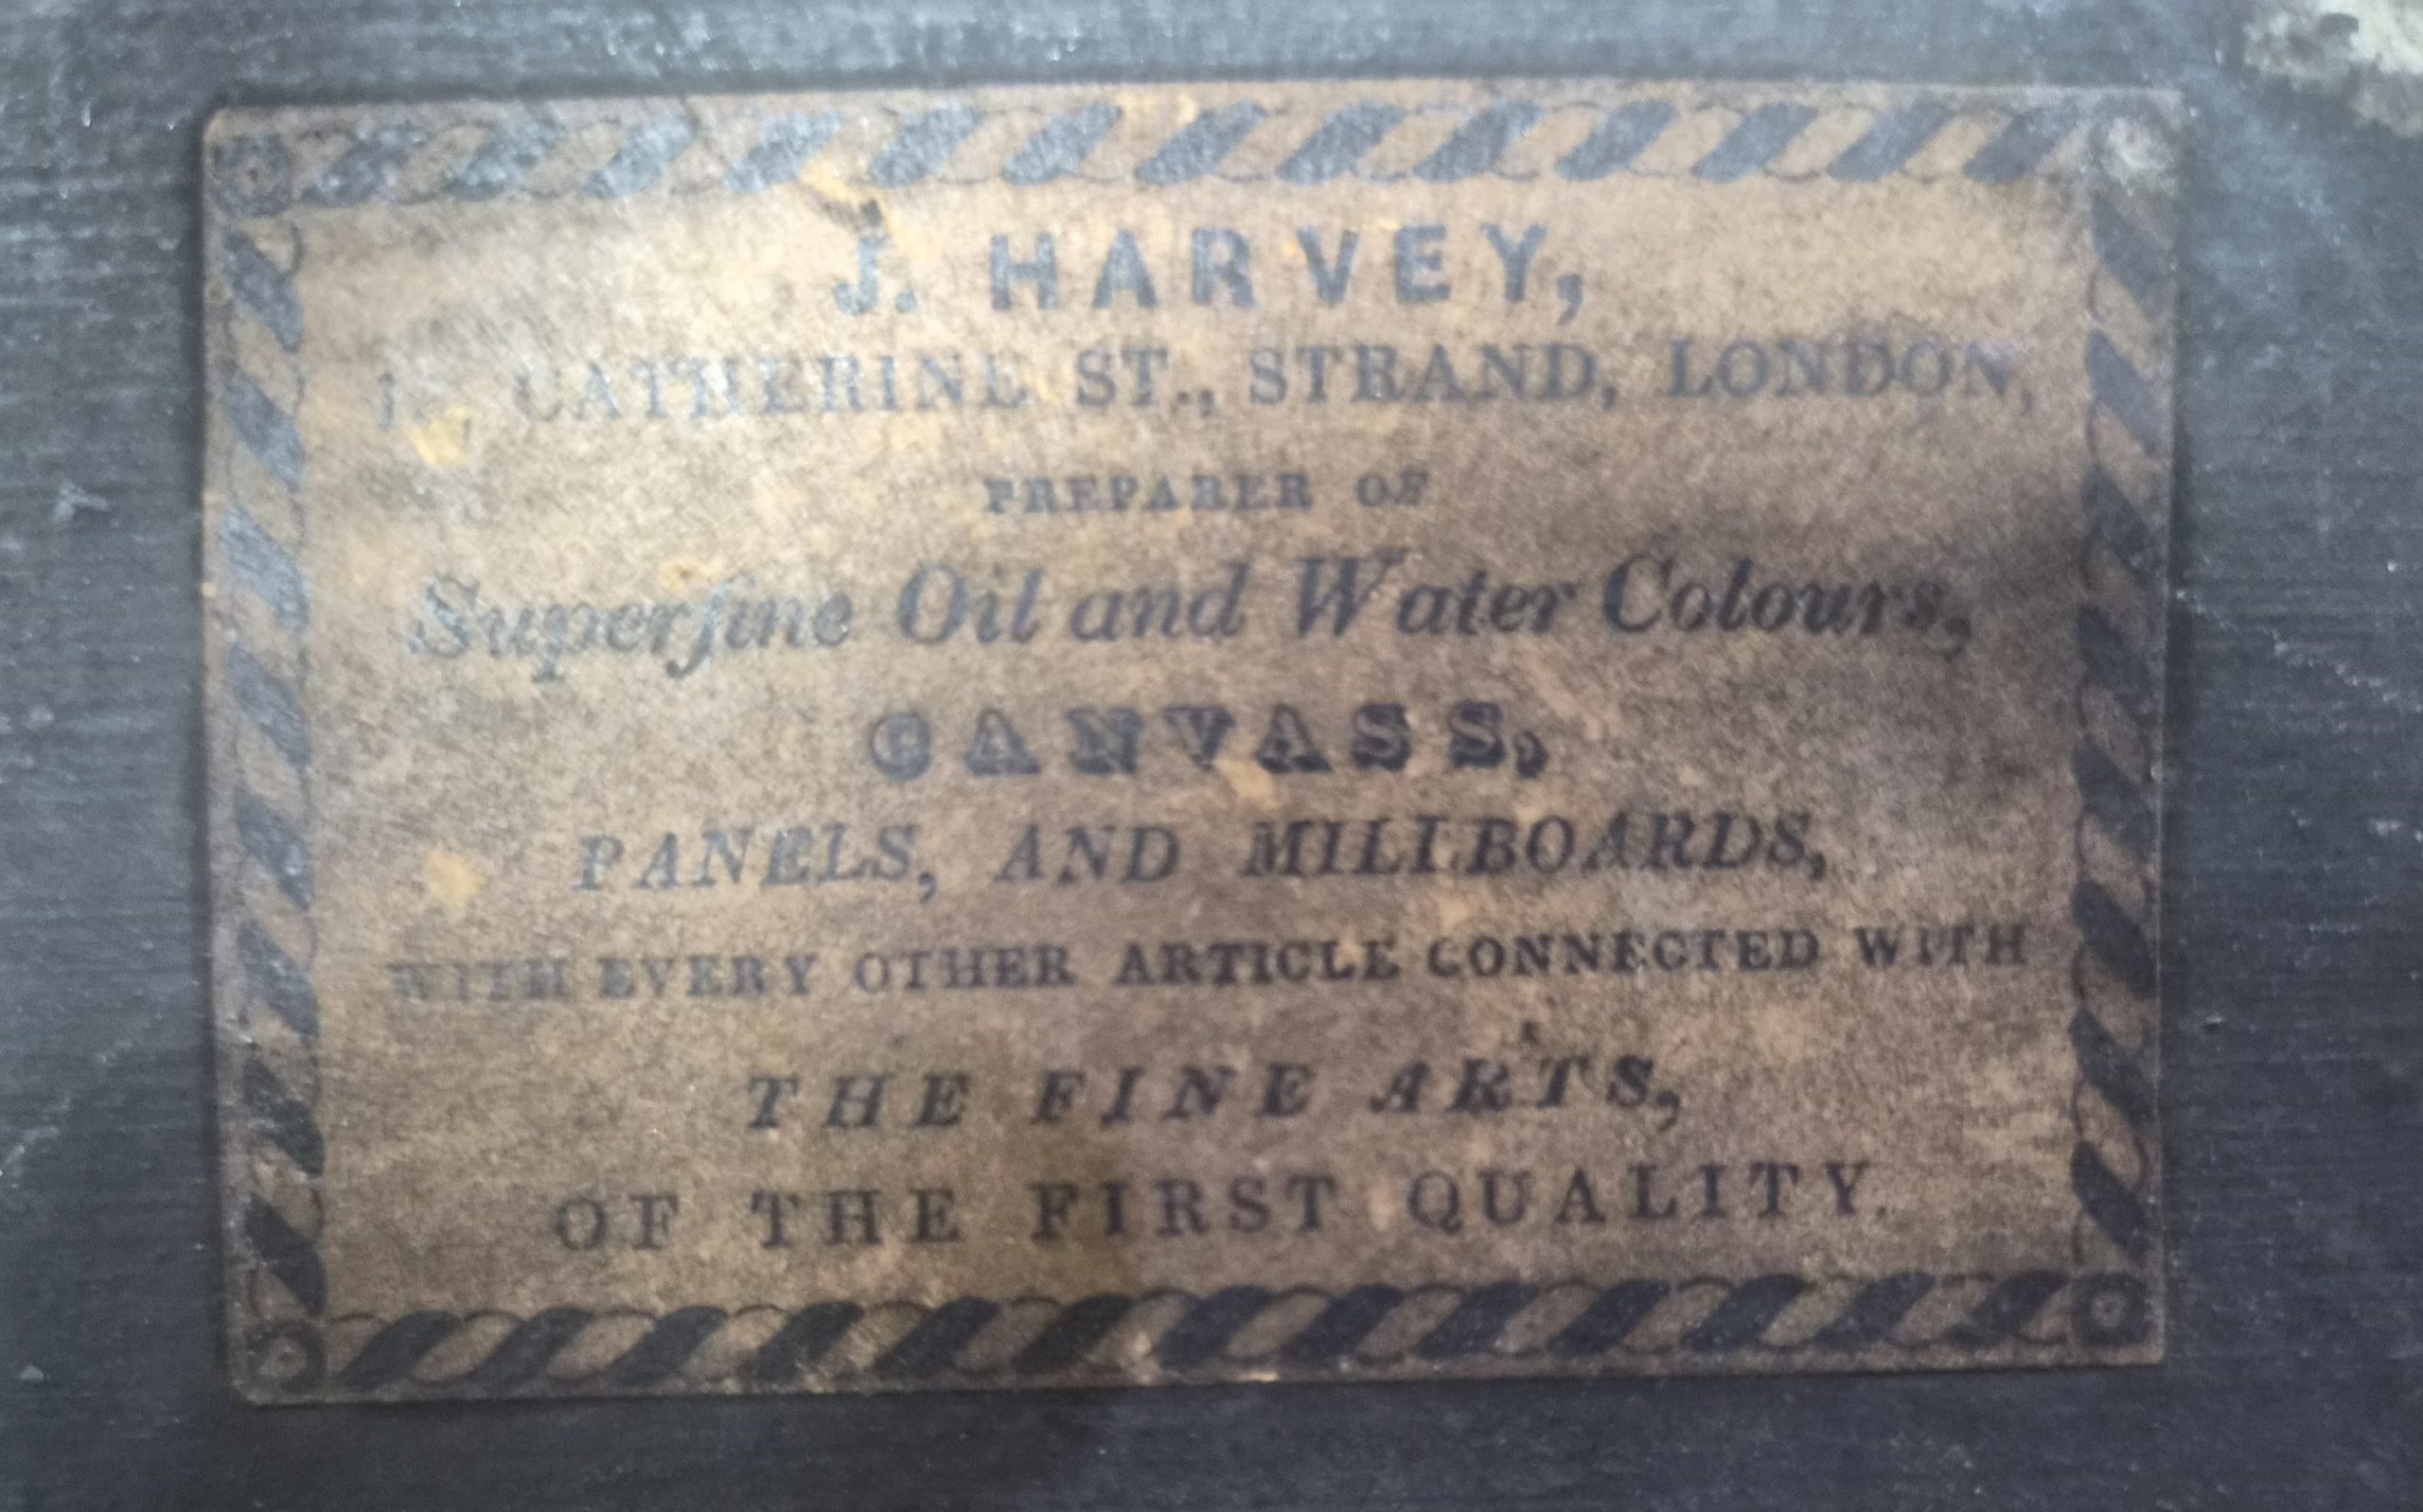 J. HARVEY,
CATHERINE ST., STRAND, LONDON,
PREPARER OF
Superfine Oil and Water Colours,
CANVASS,
PANELS, AND MILLBOARDS,
WITH EVERY OTHER ARTICLE CONNECTED WITH
THE FINE ARTS,
OF THE FIRST QUALITY.